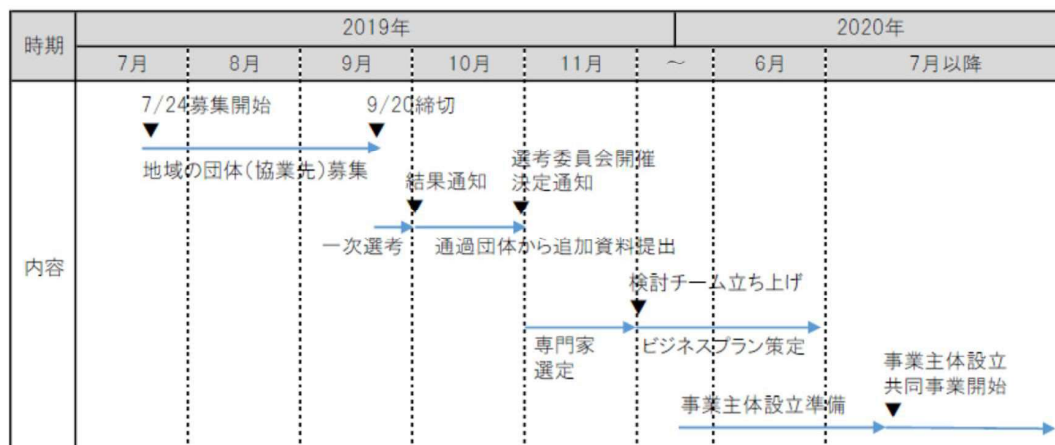 時期
2019年
2020年
7月
8月
9月
10月
11月
～
6月
7月以降
内容
7/24募集開始
9/20締切
地域の団体(協業先)募集
結果通知
選考委員会開催
決定通知
一次選考
通過団体から追加資料提出
検討チーム立ち上げ
専門家
選定
ビジネスプラン策定
事業主体設立
共同事業開始
事業主体設立準備